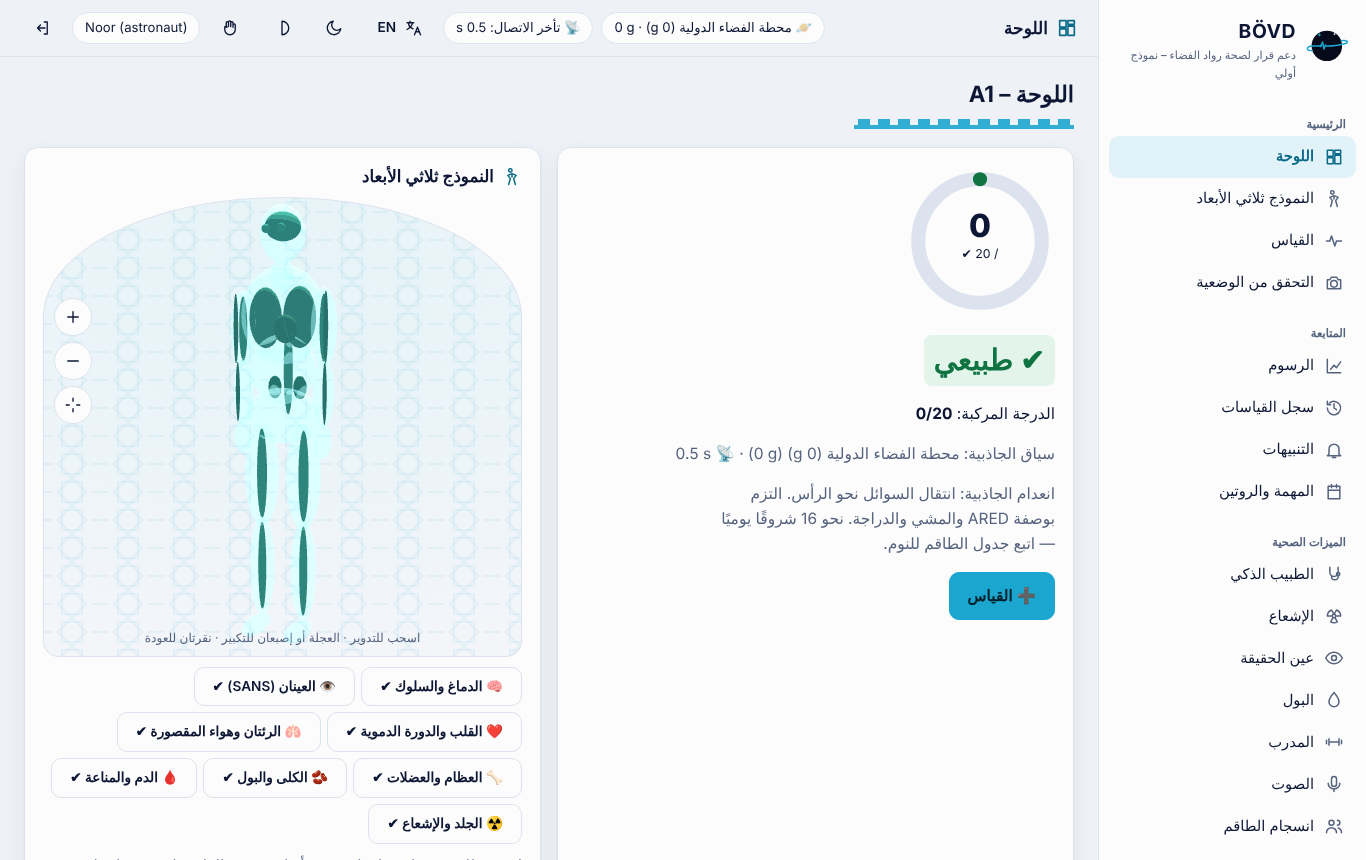 BÖVD
دعم قرار لصحة رواد الفضاء – نموذج
أولي
الرئيسية
اللوحة
النموذج ثلاثي الأبعاد
القياس
التحقق من الوضعية
المتابعة
الرسوم
سجل القياسات
التنبيهات
المهمة والروتين
الميزات الصحية
الطبيب الذكي
الإشعاع
عين الحقيقة
البول
المدرب
الصوت
انسجام الطاقم
اللوحة
🪐 محطة الفضاء الدولية (0 g) · 0 g
📡 تأخر الاتصال: 0.5 s
EN
Noor (astronaut)
اللوحة – A1
0
/ 20 ✔
✔ طبيعي
الدرجة المركبة: 0/20
سياق الجاذبية: محطة الفضاء الدولية (0 g) (0 g) · 📡 0.5 s
انعدام الجاذبية: انتقال السوائل نحو الرأس. التزم
بوصفة ARED والمشي والدراجة. نحو 16 شروقًا يوميًا
— اتبع جدول الطاقم للنوم.
➕ القياس
النموذج ثلاثي الأبعاد
اسحب للتدوير · العجلة أو إصبعان للتكبير · نقرتان للعودة
🧠 الدماغ والسلوك ✔
👁️ العينان (SANS) ✔
❤️ القلب والدورة الدموية ✔
🫁 الرئتان وهواء المقصورة ✔
🦴 العظام والعضلات ✔
🫘 الكلى والبول ✔
🩸 الدم والمناعة ✔
☢️ الجلد والإشعاع ✔